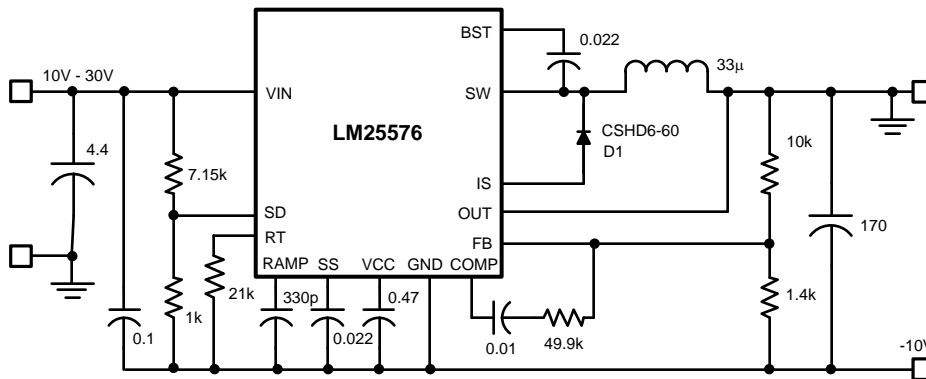 BST
0.022
10V - 30V
33μ
VIN
SW
LM25576
CSHD6-60
D1
10k
4.4
7.15k
IS
SD
OUT
170
RT
FB
RAMP
SS
VCC
GND
COMP
21k
330p
0.47
1k
1.4k
0.1
0.022
0.01
49.9k
-10V